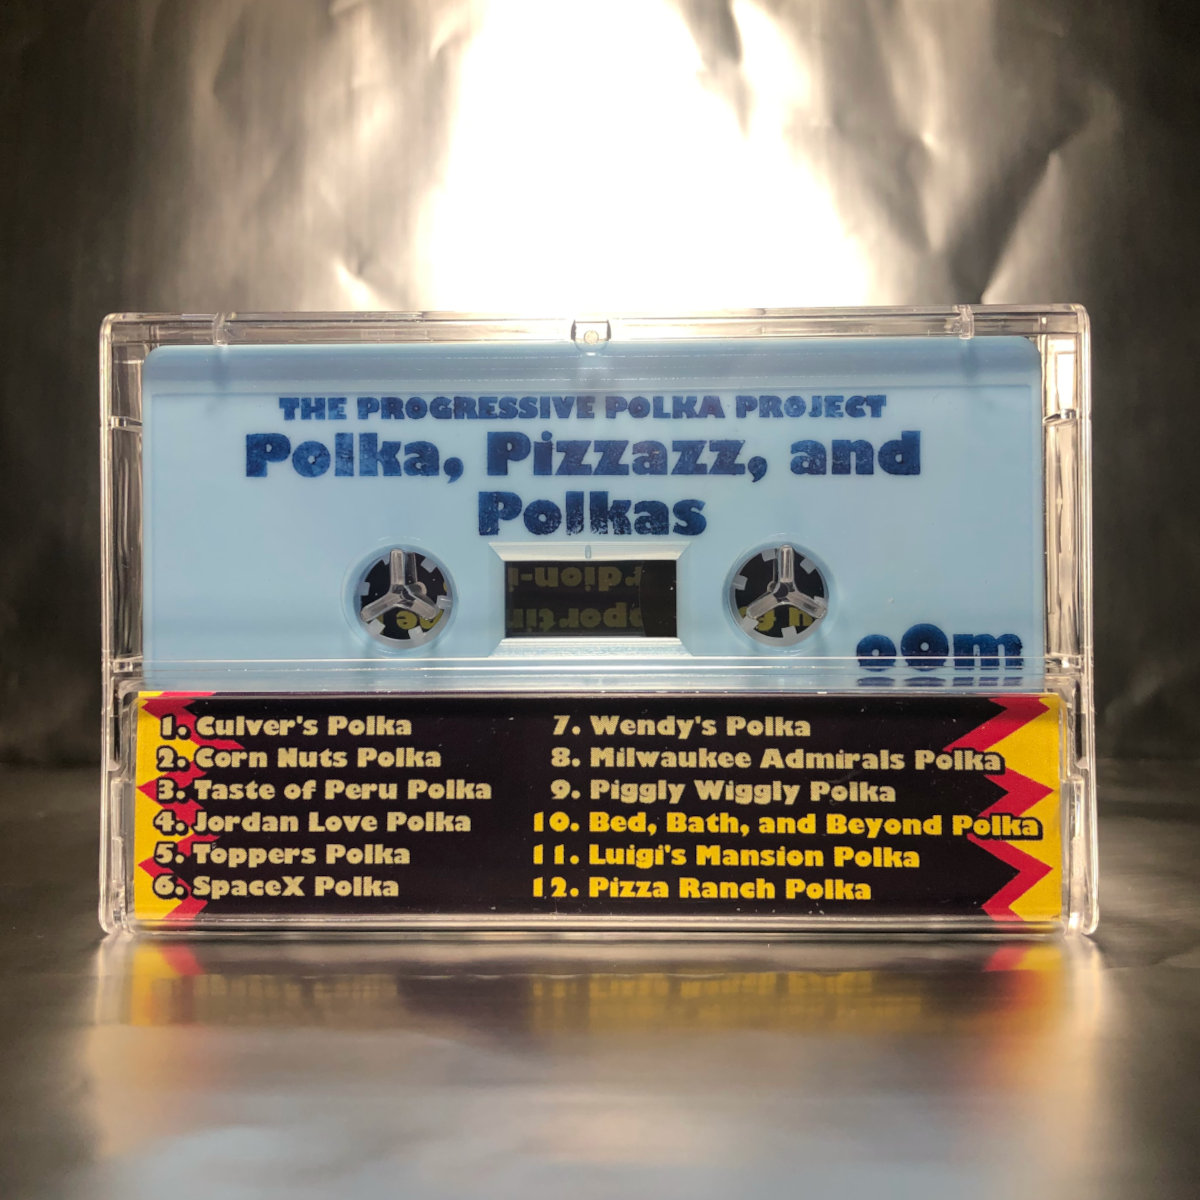 THE PROGRESSIVE POLKA PROJECT
Polka, Pizzazz, and
Polkas
oOm
1. Culver's Polka
2. Corn Nuts Polka
3. Taste of Peru Polka
4. Jordan Love Polka
5. Toppers Polka
6. SpaceX Polka
7. Wendy's Polka
8. Milwaukee Admirals Polka
9. Piggly Wiggly Polka
10. Bed, Bath, and Beyond Polka
11. Luigi's Mansion Polka
12. Pizza Ranch Polka